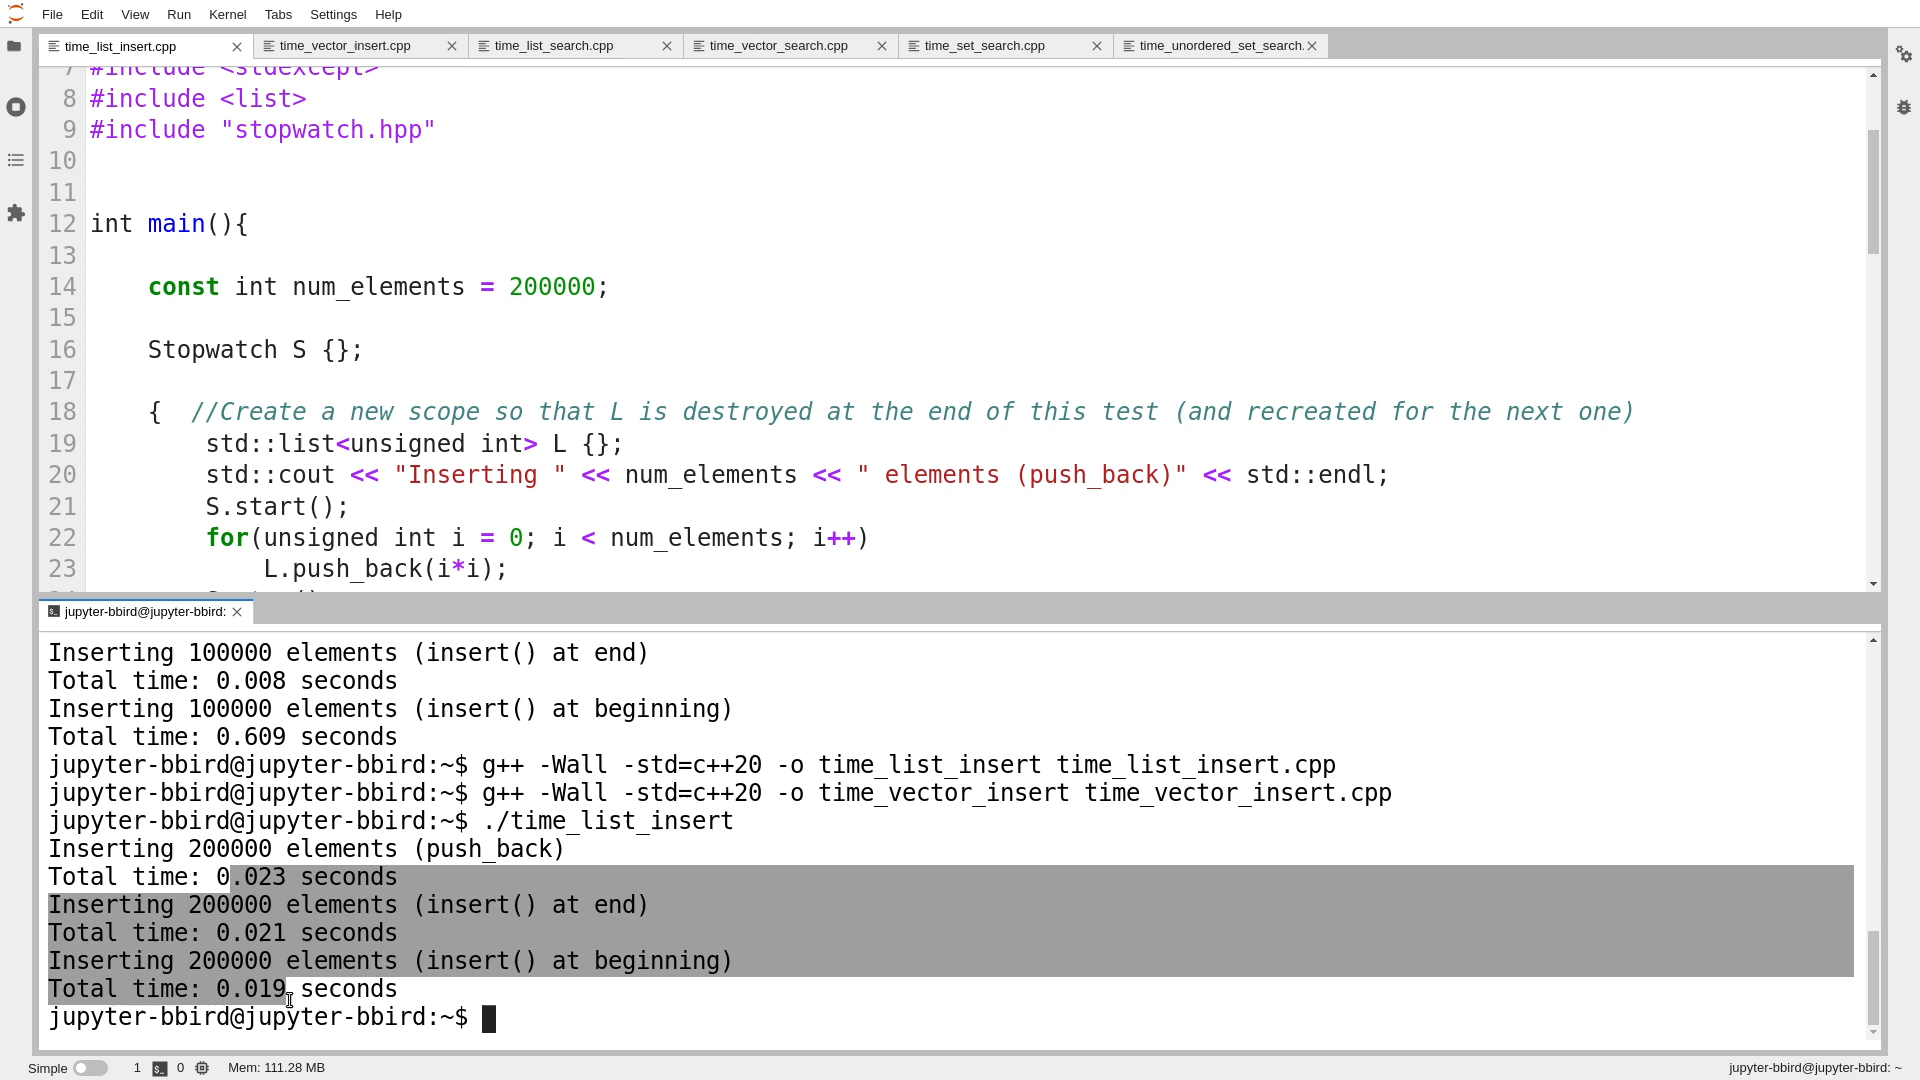 File Edit View Run Kernel Tabs Settings Help
time_list_insert.cpp time_vector_insert.cpp time_list_search.cpp time_vector_search.cpp time_set_search.cpp time_unordered_set_search.
7 #include <stdexcept>
8 #include <list>
9 #include "stopwatch.hpp"
10
11
12 int main(){
13
14 const int num_elements = 200000;
15
16 Stopwatch S {};
17
18 { //Create a new scope so that L is destroyed at the end of this test (and recreated for the next one)
19 std::list<unsigned int> L {};
20 std::cout << "Inserting " << num_elements << " elements (push_back)" << std::endl;
21 S.start();
22 for(unsigned int i = 0; i < num_elements; i++)
23 L.push_back(i*i);
jupyter-bbird@jupyter-bbird:
Inserting 100000 elements (insert() at end)
Total time: 0.008 seconds
Inserting 100000 elements (insert() at beginning)
Total time: 0.609 seconds
jupyter-bbird@jupyter-bbird:~$ g++ -Wall -std=c++20 -o time_list_insert time_list_insert.cpp
jupyter-bbird@jupyter-bbird:~$ g++ -Wall -std=c++20 -o time_vector_insert time_vector_insert.cpp
jupyter-bbird@jupyter-bbird:~$ ./time_list_insert
Inserting 200000 elements (push_back)
Total time: 0.023 seconds
Inserting 200000 elements (insert() at end)
Total time: 0.021 seconds
Inserting 200000 elements (insert() at beginning)
Total time: 0.019 seconds
jupyter-bbird@jupyter-bbird:~$
Simple 1 0 Mem: 111.28 MB jupyter-bbird@jupyter-bbird: ~